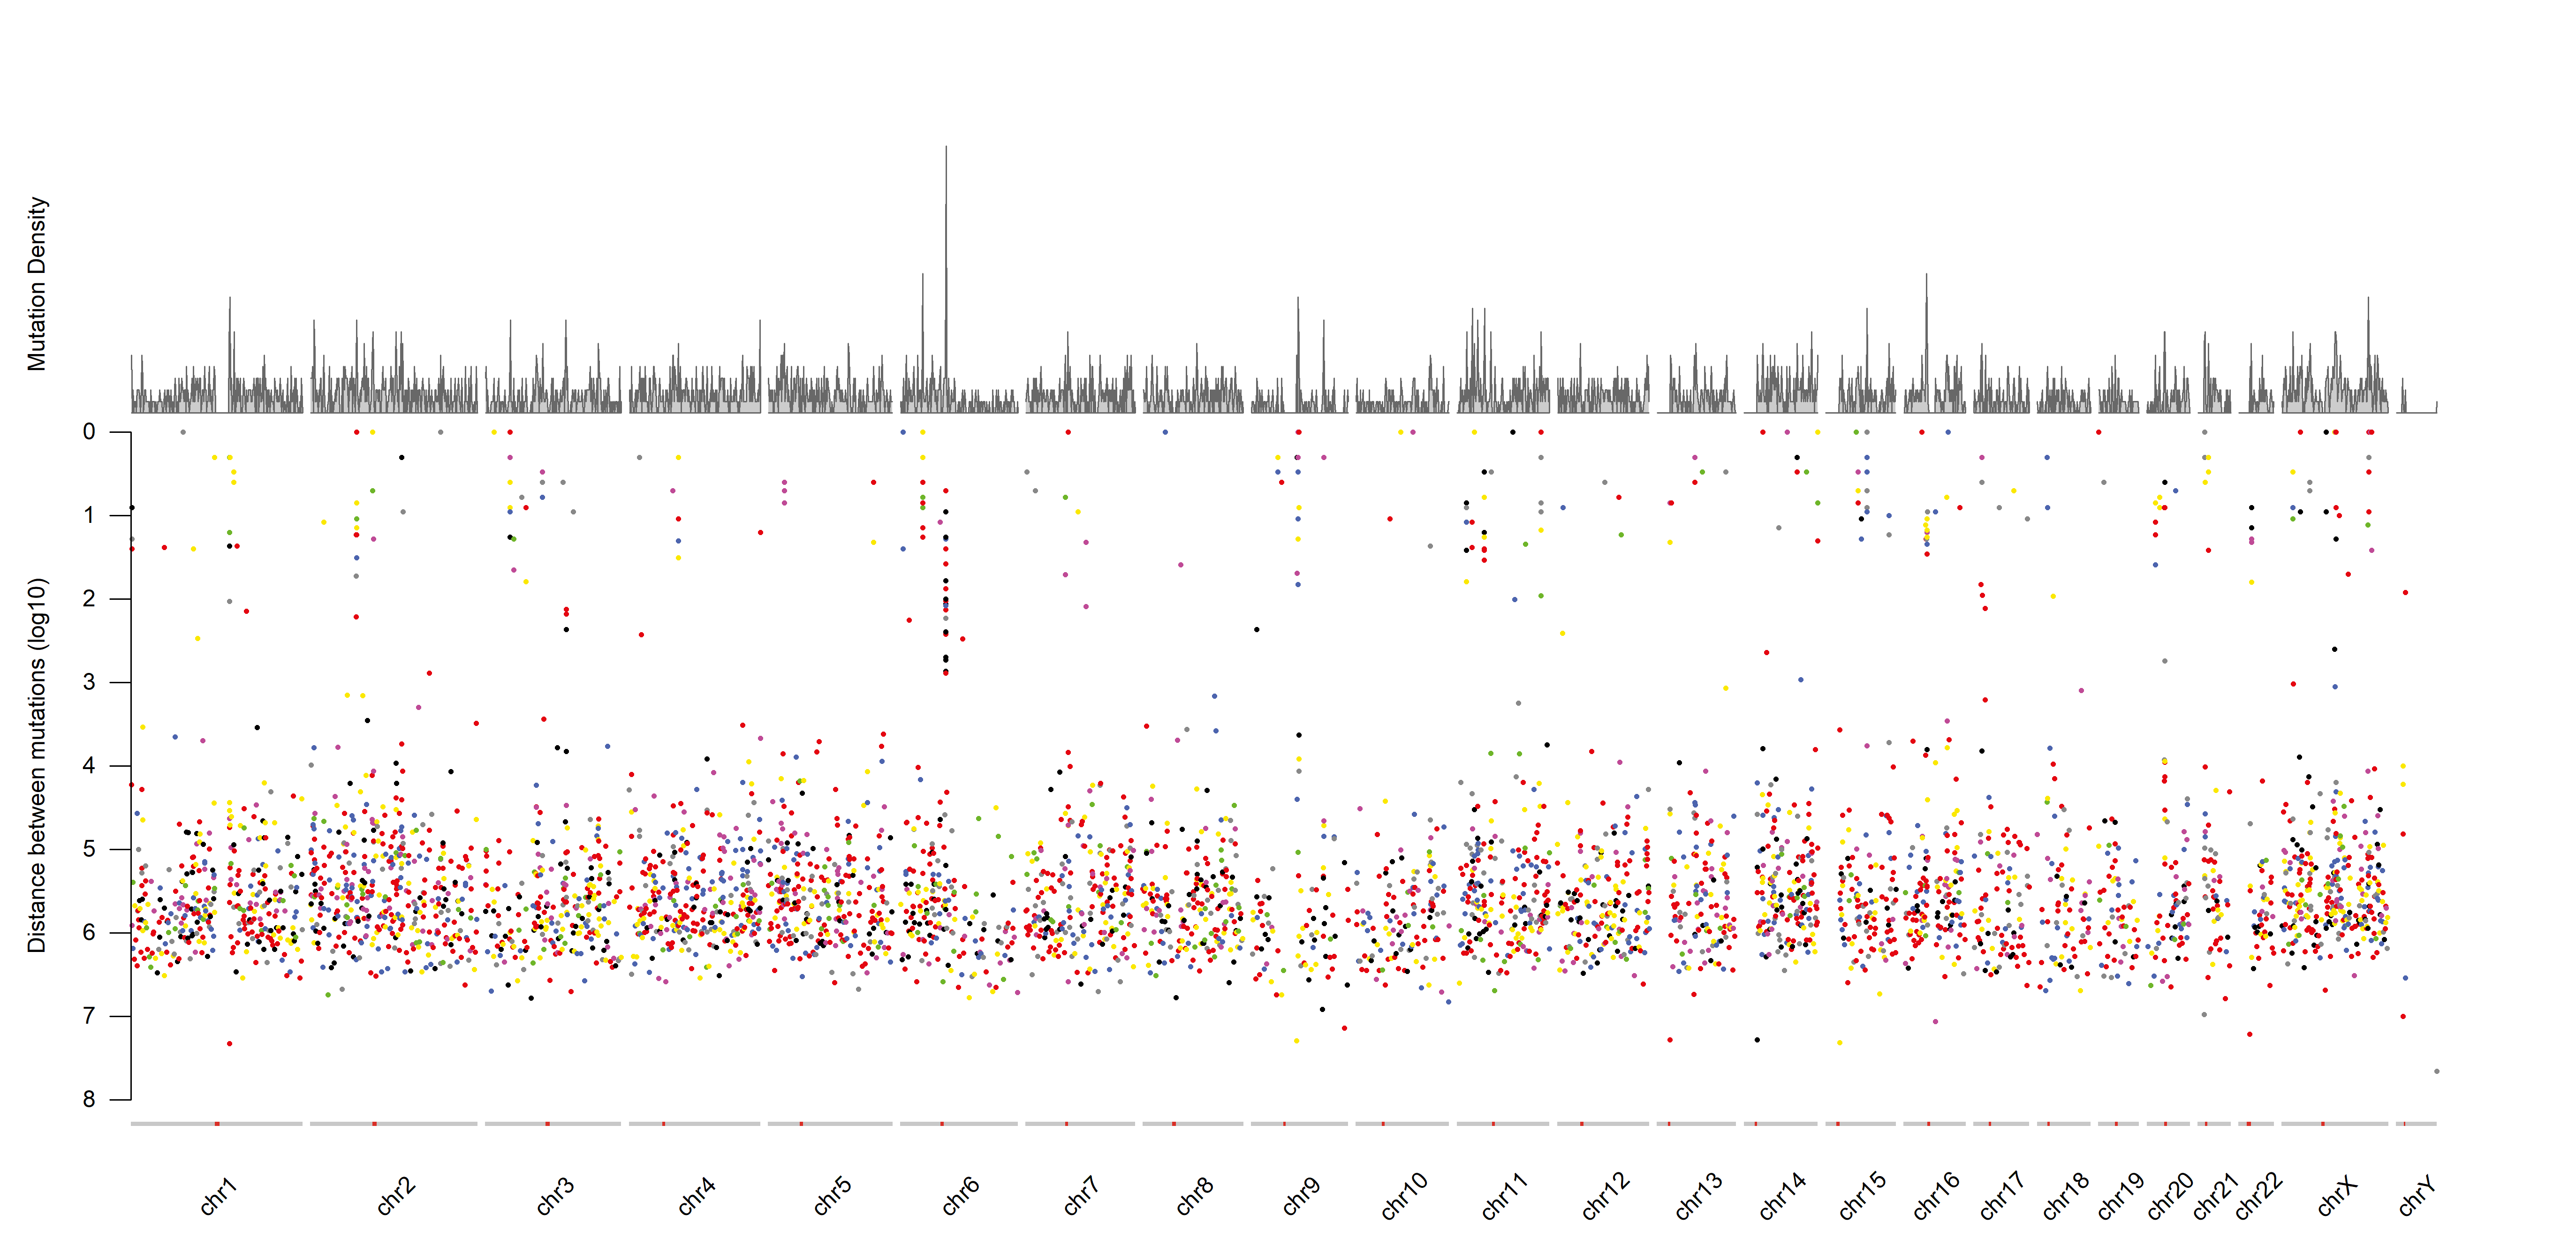 Mutation Density
Distance between mutations (log10)
0
1
2
3
4
5
6
7
8
chr1
chr2
chr3
chr4
chr5
chr6
chr7
chr8
chr9
chr10
chr11
chr12
chr13
chr14
chr15
chr16
chr17
chr18
chr19
chr20
chr21
chr22
chrX
chrY